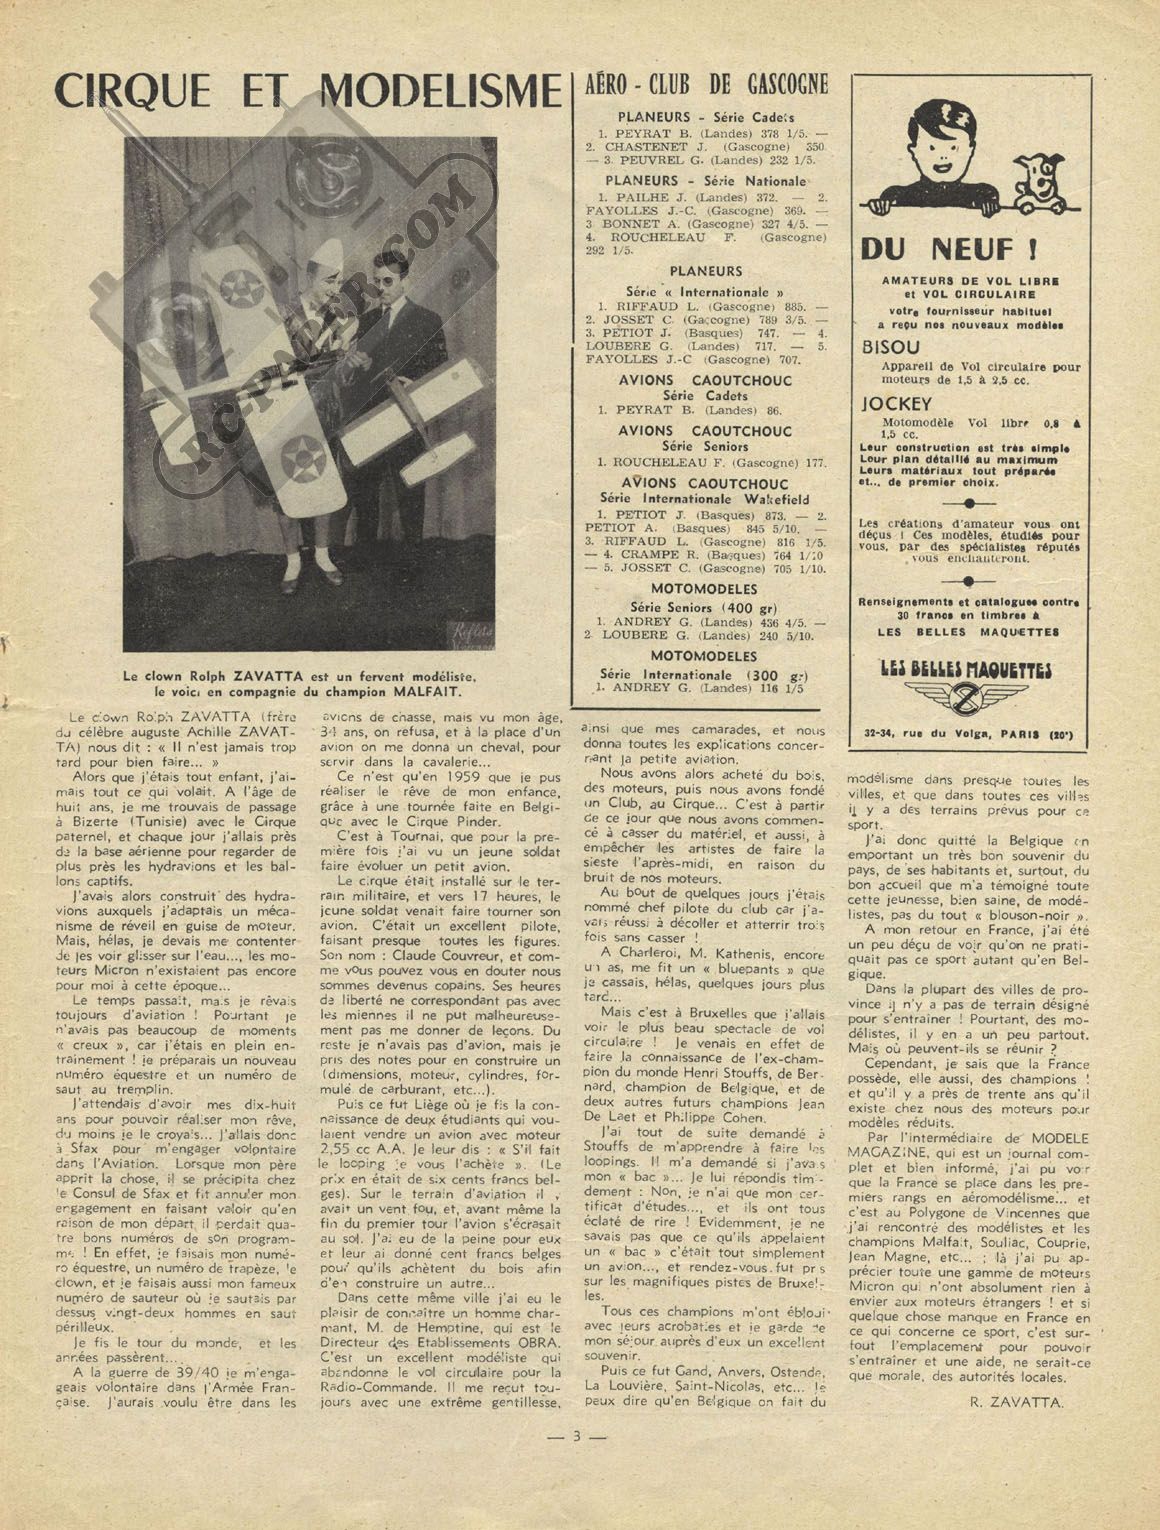 CIRQUE ET MODELISME
RC-PAPER.COM
Reflets
Le clown Rolph ZAVATTA est un fervent modéliste,
le voici en compagnie du champion MALFAIT.
Le clown Rolph ZAVATTA (frère
du célèbre auguste Achille ZAVAT-
TA) nous dit : « Il n'est jamais trop
tard pour bien faire... »
Alors que j'étais tout enfant, j'ai-
mais tout ce qui volait. A l'âge de
huit ans, je me trouvais de passage
à Bizerte (Tunisie) avec le Cirque
paternel, et chaque jour j'allais près
de la base aérienne pour regarder de
plus près les hydravions et les bal-
lons captifs.
J'avais alors construit des hydra-
vions auxquels j'adaptais un méca-
nisme de réveil en guise de moteur.
Mais, hélas, je devais me contenter
de les voir glisser sur l'eau..., les mo-
teurs Micron n'existaient pas encore
pour moi à cette époque...
Le temps passait, mais je rêvais
toujours d'aviation ! Pourtant je
n'avais pas beaucoup de moments
« creux », car j'étais en plein en-
traînement ! je préparais un nouveau
numéro équestre et un numéro de
saut au tremplin.
J'attendais d'avoir mes dix-huit
ans pour pouvoir réaliser mon rêve,
du moins je le croyais... J'allais donc
à Sfax pour m'engager volontaire
dans l'Aviation. Lorsque mon père
apprit la chose, il se précipita chez
le Consul de Sfax et fit annuler mon
engagement en faisant valoir qu'en
raison de mon départ il perdait qua-
tre bons numéros de son program-
me ! En effet, je faisais mon numé-
ro équestre, un numéro de trapèze, le
clown, et je faisais aussi mon fameux
numéro de sauteur où je sautais par
dessus vingt-deux hommes en saut
périlleux.
Je fis le tour du monde, et les
années passèrent...
A la guerre de 39/40 je m'enga-
geais volontaire dans l'Armée Fran-
çaise. J'aurais voulu être dans les
avions de chasse, mais vu mon âge,
34 ans, on refusa, et à la place d'un
avion on me donna un cheval, pour
servir dans la cavalerie...
Ce n'est qu'en 1959 que je pus
réaliser le rêve de mon enfance,
grâce à une tournée faite en Belgi-
que avec le Cirque Pinder.
C'est à Tournai, que pour la pre-
mière fois j'ai vu un jeune soldat
faire évoluer un petit avion.
Le cirque était installé sur le ter-
rain militaire, et vers 17 heures, le
jeune soldat venait faire tourner son
avion. C'était un excellent pilote,
faisant presque toutes les figures.
Son nom : Claude Couvreur, et com-
me vous pouvez vous en douter nous
sommes devenus copains. Ses heures
de liberté ne correspondant pas avec
les miennes il ne put malheureuse-
ment pas me donner de leçons. Du
reste je n'avais pas d'avion, mais je
pris des notes pour en construire un
(dimensions, moteur, cylindres, for-
mule de carburant, etc...).
Puis ce fut Liège où je fis la con-
naissance de deux étudiants qui vou-
laient vendre un avion avec moteur
2,55 cc A.A. Je leur dis : « S'il fait
le looping je vous l'achète ». (Le
prix en était de six cents francs bel-
ges). Sur le terrain d'aviation il y
avait un vent fou, et, avant même la
fin du premier tour l'avion s'écrasait
au sol. J'ai eu de la peine pour eux
et leur ai donné cent francs belges
pour qu'ils achètent du bois afin
d'en construire un autre...
Dans cette même ville j'ai eu le
plaisir de connaître un homme char-
mant, M. de Hemptine, qui est le
Directeur des Etablissements OBRA.
C'est un excellent modéliste qui
abandonne le vol circulaire pour la
Radio-Commande. Il me reçut tou-
jours avec une extrême gentillesse,
AÉRO - CLUB DE GASCOGNE
PLANEURS - Série Cadets
1. PEYRAT B. (Landes) 378 1/5. —
2. CHASTENET J. (Gascogne) 350.
— 3. PEUVREL G. (Landes) 232 1/5.
PLANEURS - Série Nationale
1. PAILHE J. (Landes) 372. — 2.
FAYOLLES J.-C. (Gascogne) 369. —
3 BONNET A. (Gascogne) 327 4/5. —
4. ROUCHELEAU F. (Gascogne)
292 1/5.
PLANEURS
Série « Internationale »
1. RIFFAUD L. (Gascogne) 885. —
2. JOSSET C. (Gaccogne) 789 3/5. —
3. PETIOT J. (Basques) 747. — 4.
LOUBERE G. (Landes) 717. — 5.
FAYOLLES J.-C (Gascogne) 707.
AVIONS CAOUTCHOUC
Série Cadets
1. PEYRAT B. (Landes) 86.
AVIONS CAOUTCHOUC
Série Seniors
1. ROUCHELEAU F. (Gascogne) 177.
AVIONS CAOUTCHOUC
Série Internationale Wakefield
1. PETIOT J. (Basques) 873. — 2.
PETIOT A. (Basques) 845 5/10. —
3. RIFFAUD L. (Gascogne) 816 1/5.
— 4. CRAMPE R. (Basques) 764 1/10
— 5. JOSSET C. (Gascogne) 705 1/10.
MOTOMODELES
Série Seniors (400 gr)
1. ANDREY G. (Landes) 436 4/5. —
2 LOUBERE G. (Landes) 240 5/10.
MOTOMODELES
Série Internationale (300 gr)
1. ANDREY G. (Landes) 116 1/5
ainsi que mes camarades, et nous
donna toutes les explications concer-
nant la petite aviation.
Nous avons alors acheté du bois,
des moteurs, puis nous avons fondé
un Club, au Cirque... C'est à partir
de ce jour que nous avons commen-
cé à casser du matériel, et aussi, à
empêcher les artistes de faire la
sieste l'après-midi, en raison du
bruit de nos moteurs.
Au bout de quelques jours j'étais
nommé chef pilote du club car j'a-
vais réussi à décoller et atterrir trois
fois sans casser !
A Charleroi, M. Kathenis, encore
un as, me fit un « bluepants » que
je cassais, hélas, quelques jours plus
tard...
Mais c'est à Bruxelles que j'allais
voir le plus beau spectacle de vol
circulaire ! Je venais en effet de
faire la connaissance de l'ex-cham-
pion du monde Henri Stouffs, de Ber-
nard, champion de Belgique, et de
deux autres futurs champions Jean
De Laet et Philippe Cohen.
J'ai tout de suite demandé à
Stouffs de m'apprendre à faire les
loopings. Il m'a demandé si j'avais
mon « bac »... Je lui répondis timi-
dement : Non, je n'ai que mon cer-
tificat d'études..., et ils ont tous
éclaté de rire ! Evidemment, je ne
savais pas que ce qu'ils appelaient
un « bac » c'était tout simplement
un avion..., et rendez-vous fut pris
sur les magnifiques pistes de Bruxel-
les.
Tous ces champions m'ont ébloui
avec leurs acrobaties et je garde de
mon séjour auprès d'eux un excellent
souvenir.
Puis ce fut Gand, Anvers, Ostende,
La Louvière, Saint-Nicolas, etc... Je
peux dire qu'en Belgique on fait du
DU NEUF !
AMATEURS DE VOL LIBRE
et VOL CIRCULAIRE
votre fournisseur habituel
a reçu nos nouveaux modèles
BISOU
Appareil de Vol circulaire pour
moteurs de 1,5 à 2,5 cc.
JOCKEY
Motomodèle Vol libre 0,8 à
1,5 cc.
Leur construction est très simple
Leur plan détaillé au maximum
Leurs matériaux tout préparés
et... de premier choix.
Les créations d'amateur vous ont
déçus ! Ces modèles, étudiés pour
vous, par des spécialistes réputés
vous enchanteront.
Renseignements et catalogues contre
30 francs en timbres à
LES BELLES MAQUETTES
LES BELLES MAQUETTES
32-34, rue du Volga, PARIS (20°)
modélisme dans presque toutes les
villes, et que dans toutes ces villes
il y a des terrains prévus pour ce
sport.
J'ai donc quitté la Belgique en
emportant un très bon souvenir du
pays, de ses habitants et, surtout, du
bon accueil que m'a témoigné toute
cette jeunesse, bien saine, de modé-
listes, pas du tout « blouson-noir ».
A mon retour en France, j'ai été
un peu déçu de voir qu'on ne prati-
quait pas ce sport autant qu'en Bel-
gique.
Dans la plupart des villes de pro-
vince il n'y a pas de terrain désigné
pour s'entraîner ! Pourtant, des mo-
délistes, il y en a un peu partout.
Mais où peuvent-ils se réunir ?
Cependant, je sais que la France
possède, elle aussi, des champions !
et qu'il y a près de trente ans qu'il
existe chez nous des moteurs pour
modèles réduits.
Par l'intermédiaire de MODELE
MAGAZINE, qui est un journal com-
plet et bien informé, j'ai pu voir
que la France se place dans les pre-
miers rangs en aéromodélisme... et
c'est au Polygone de Vincennes que
j'ai rencontré des modélistes et les
champions Malfait, Souliac, Couprie,
Jean Magne, etc... ; là j'ai pu ap-
précier toute une gamme de moteurs
Micron qui n'ont absolument rien à
envier aux moteurs étrangers ! et si
quelque chose manque en France en
ce qui concerne ce sport, c'est sur-
tout l'emplacement pour pouvoir
s'entraîner et une aide, ne serait-ce
que morale, des autorités locales.
R. ZAVATTA.
— 3 —